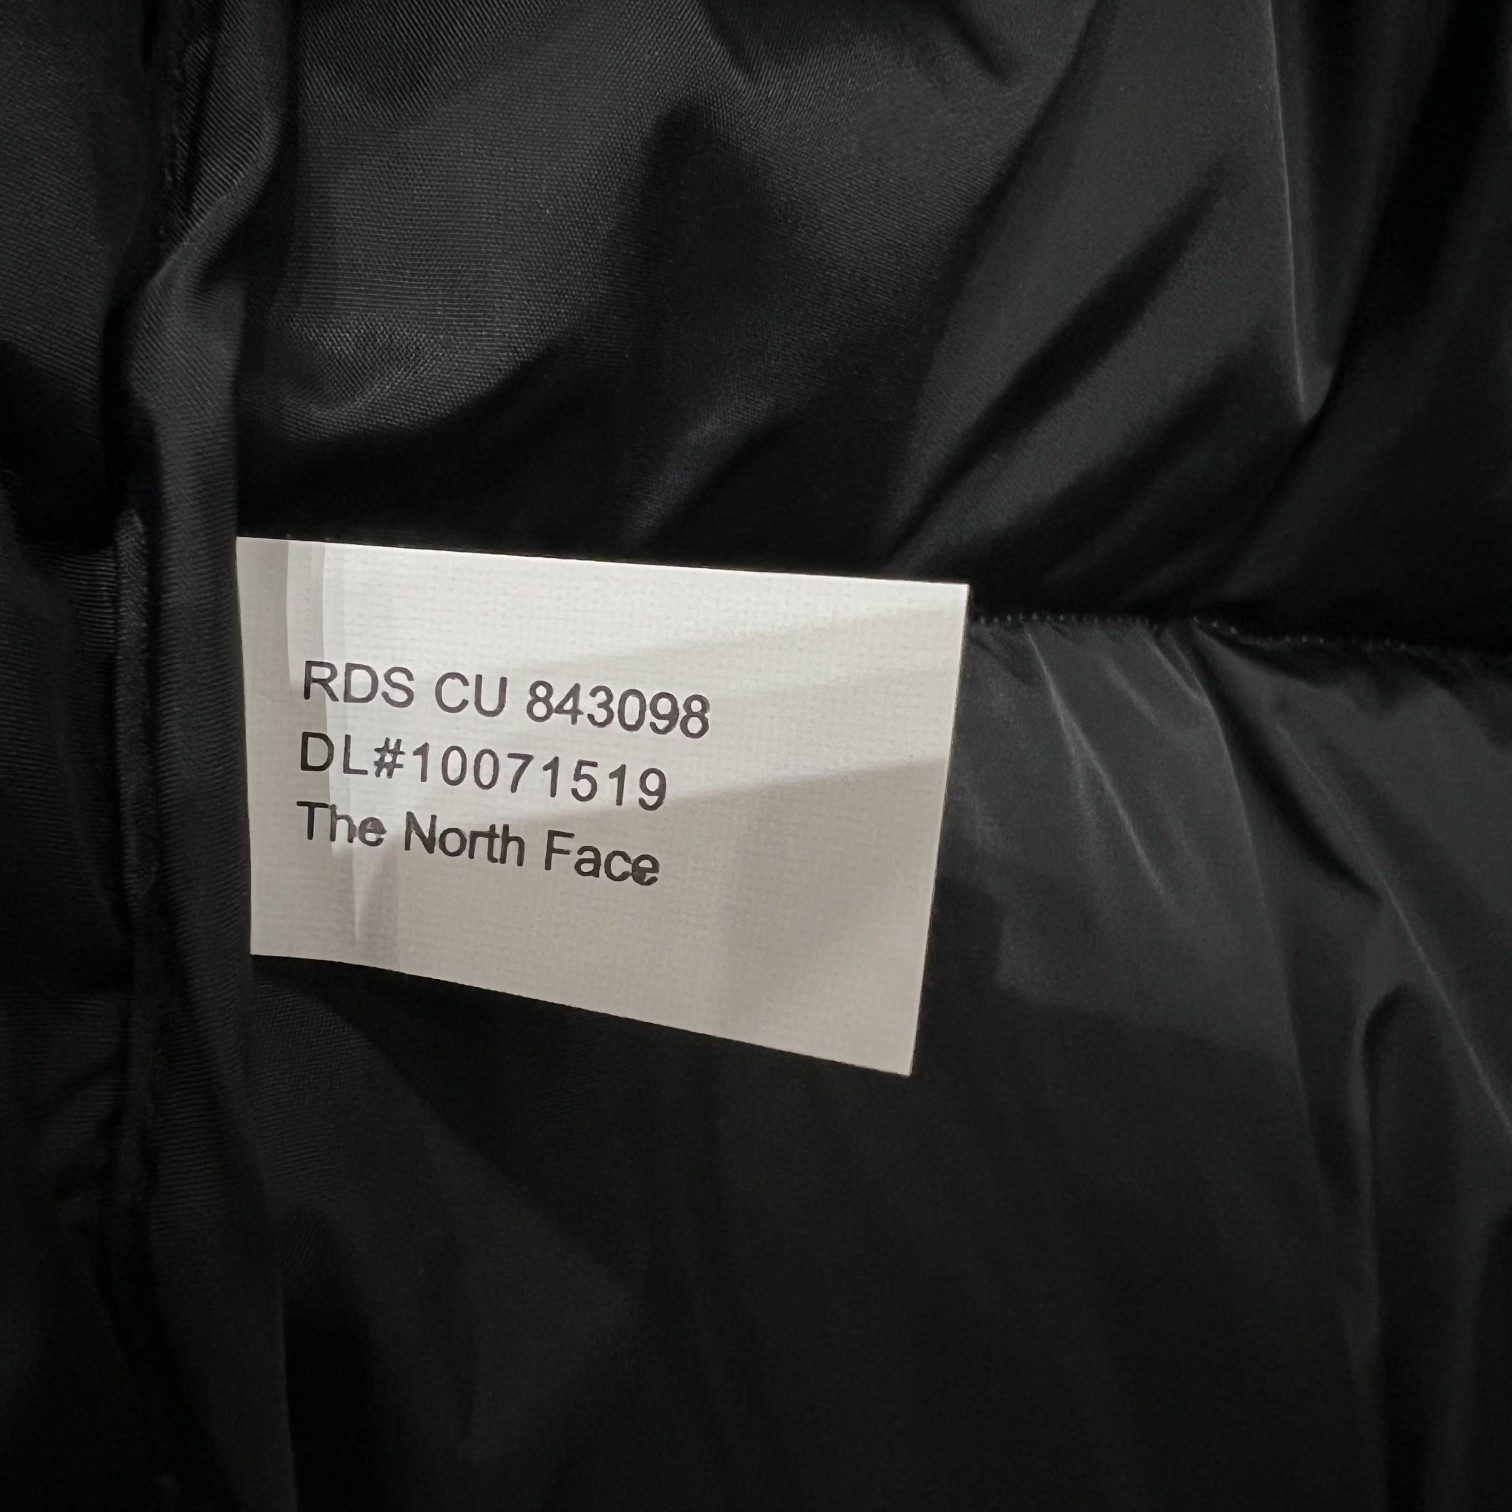 RDS CU 843098
DL#10071519
The North Face